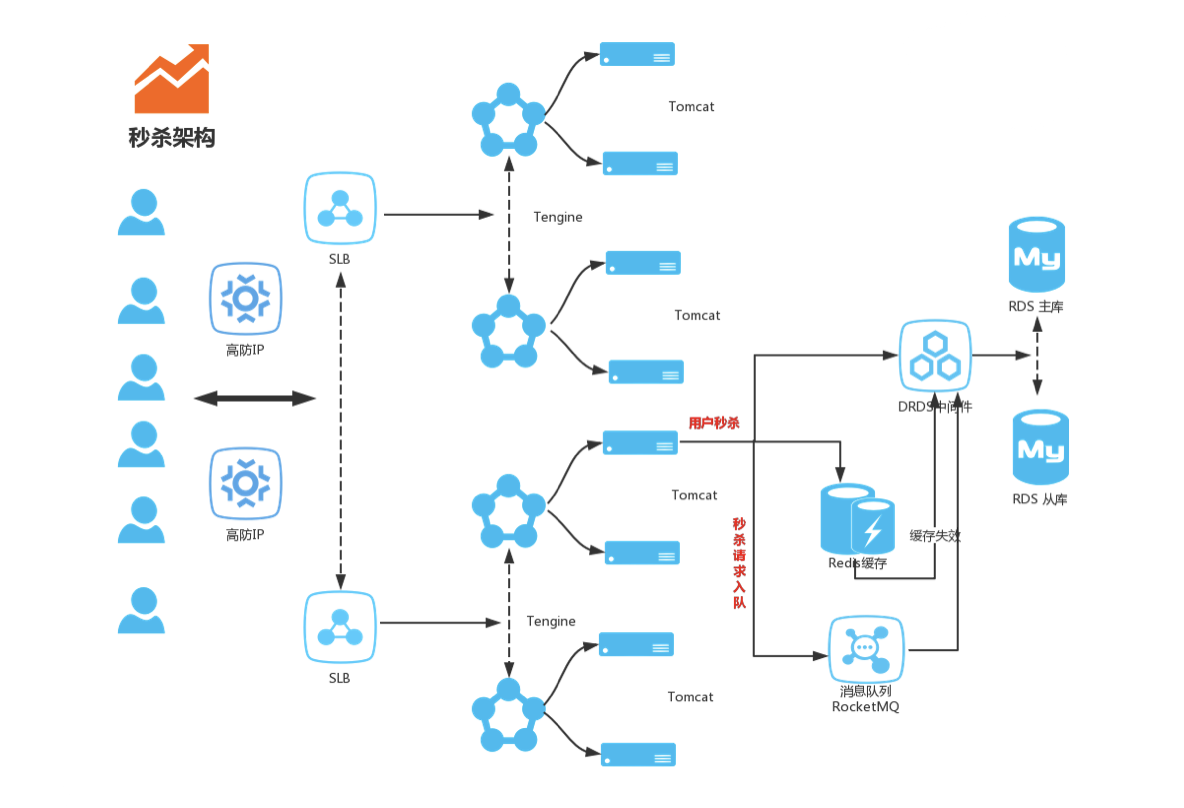 秒杀架构
SLB
高防IP
高防IP
SLB
Tomcat
Tengine
Tomcat
用户秒杀
Tomcat
Tengine
Tomcat
秒杀请求入队
My
RDS 主库
DRDS中间件
My
RDS 从库
缓存失效
Redis缓存
消息队列
RocketMQ